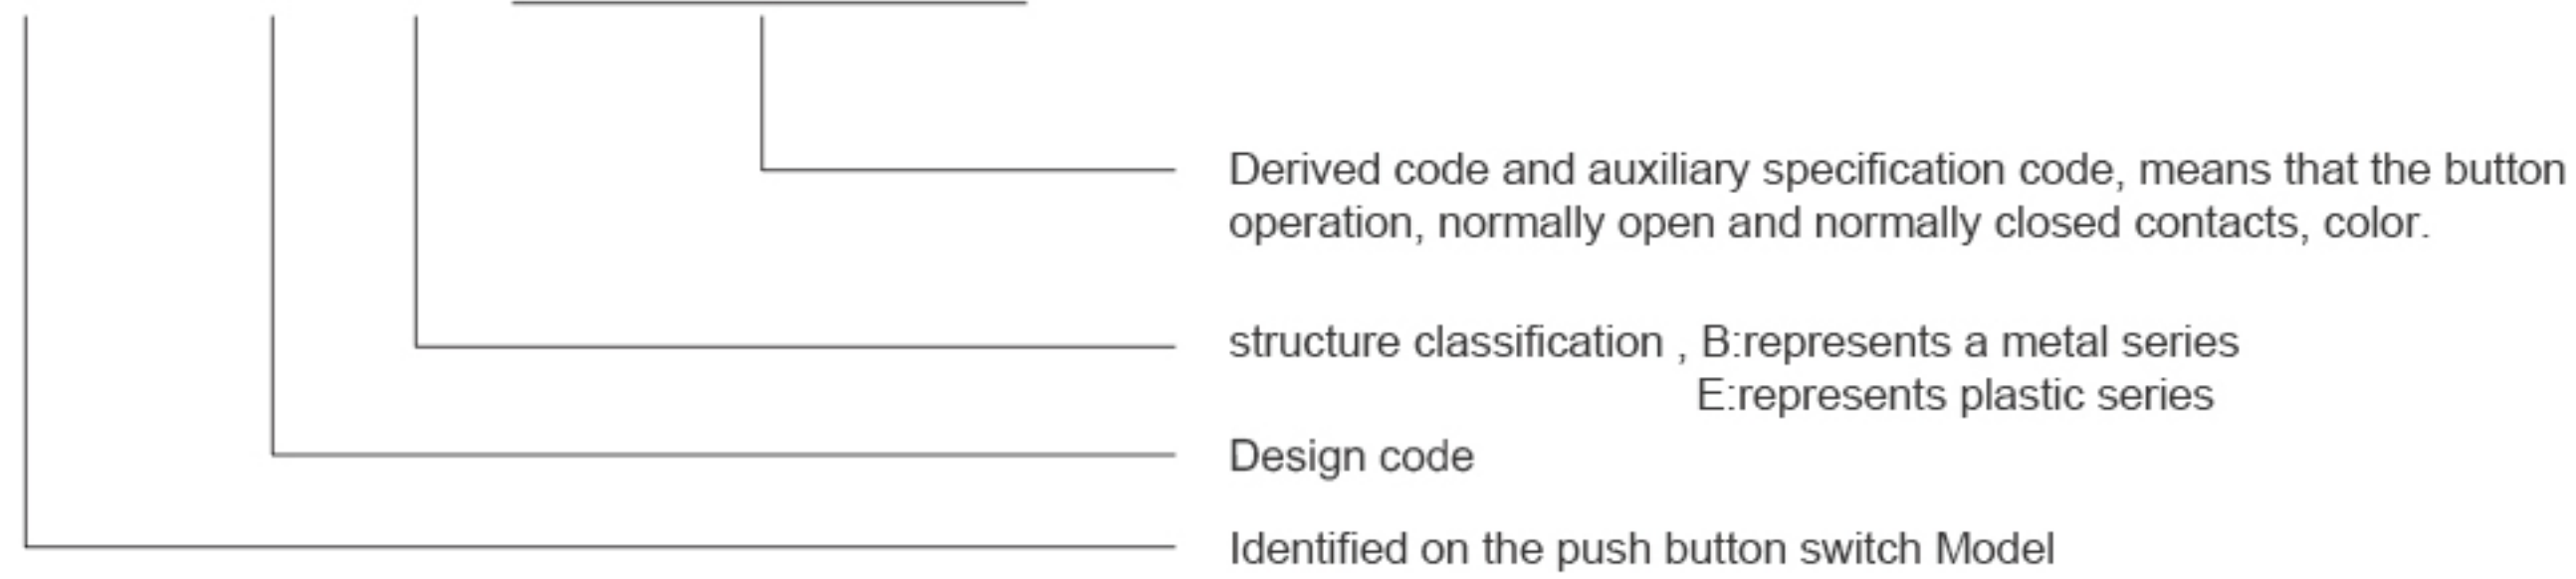 Derived code and auxiliary specification code, means that the button
operation, normally open and normally closed contacts, color.
structure classification , B:represents a metal series
E:represents plastic series
Design code
Identified on the push button switch Model